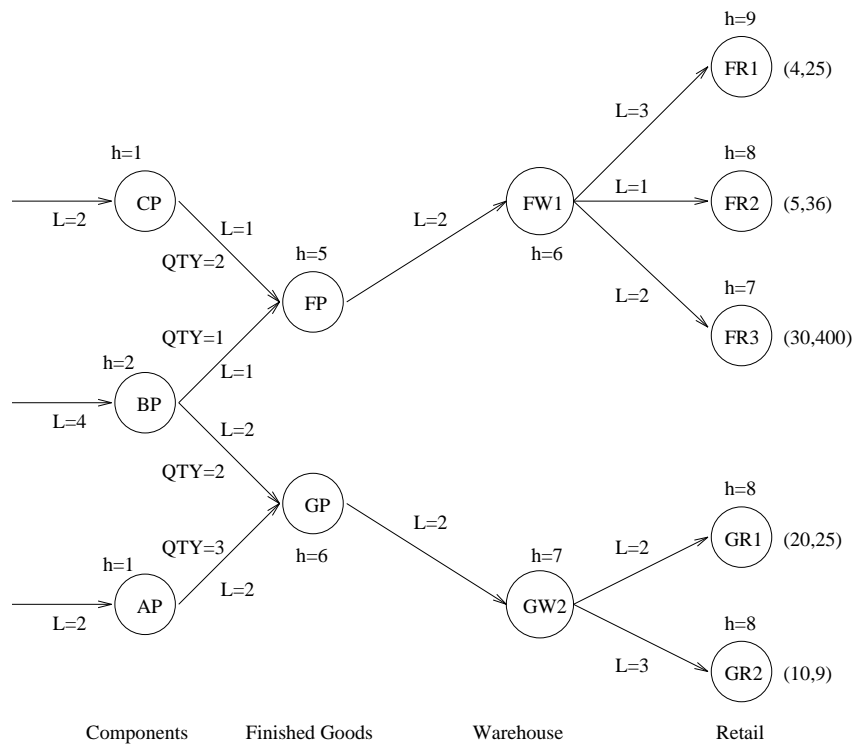 h=9
FR1 (4,25)
L=3
h=1
h=8
CP
FW1
L=1
FR2 (5,36)
L=2
L=1
L=2
QTY=2
h=5
h=6
h=7
L=2
FP
QTY=1
FR3 (30,400)
h=2
L=1
BP
L=4
L=2
QTY=2
h=8
GP
L=2
GR1 (20,25)
QTY=3
h=6
L=2
h=1
h=7
L=2
AP
GW2
h=8
L=2
L=3
GR2 (10,9)
Components Finished Goods Warehouse Retail